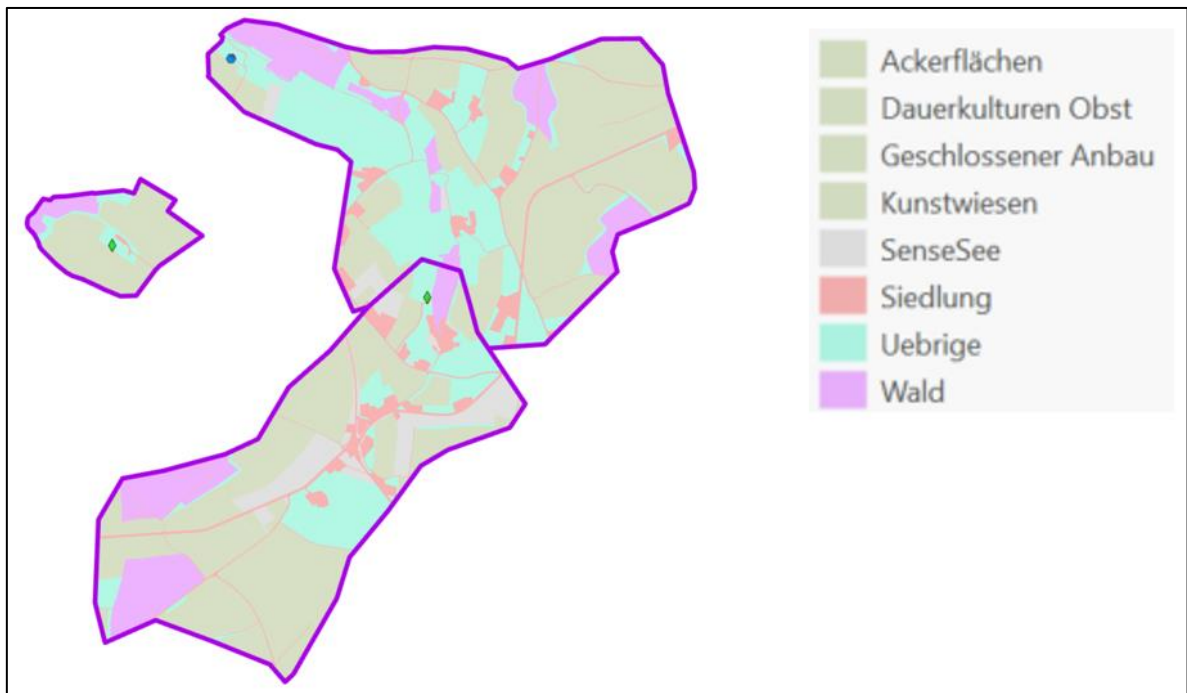 Ackerflächen
Dauerkulturen Obst
Geschlossener Anbau
Kunstwiesen
SenseSee
Siedlung
Uebrige
Wald